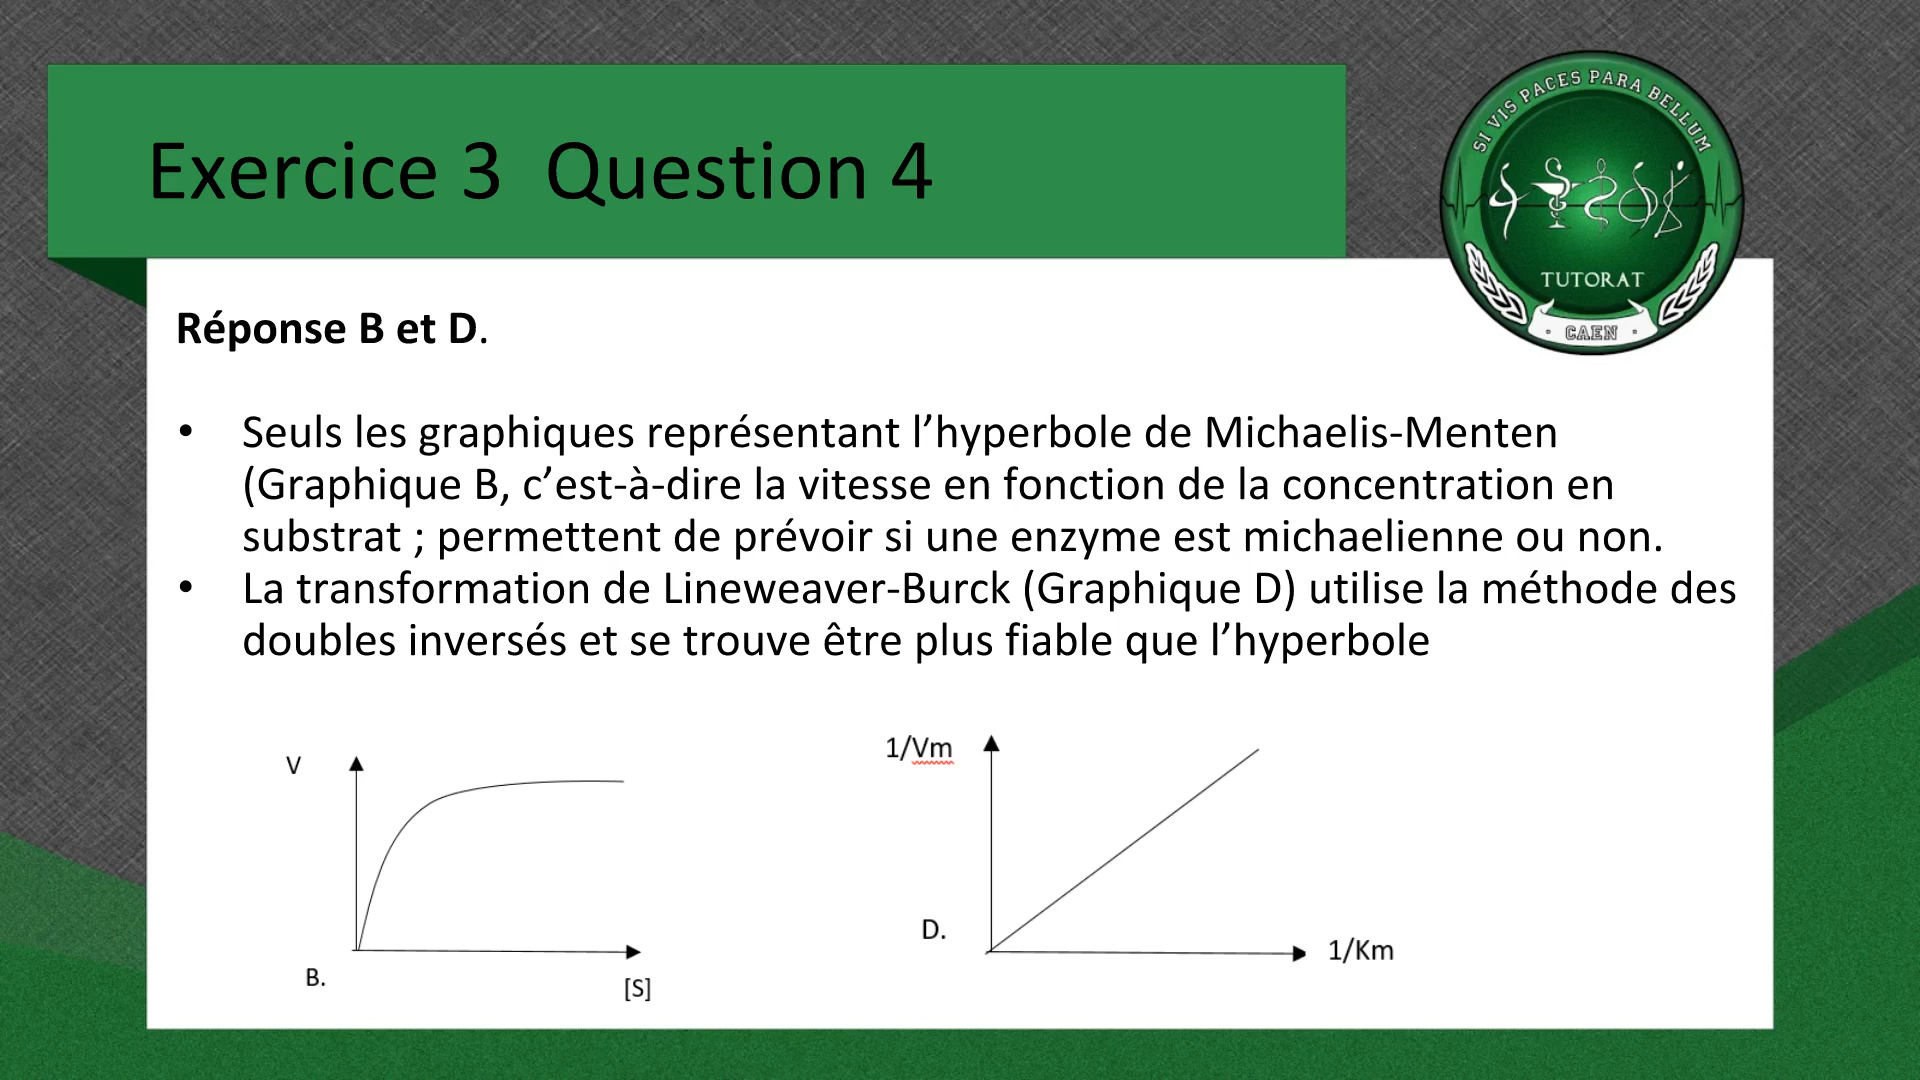 SI VIS PACES PARA BELLUM
Exercice 3 Question 4
TUTORAT
CAEN
Réponse B et D.
• Seuls les graphiques représentant l’hyperbole de Michaelis-Menten
(Graphique B, c’est-à-dire la vitesse en fonction de la concentration en
substrat ; permettent de prévoir si une enzyme est michaelienne ou non.
• La transformation de Lineweaver-Burck (Graphique D) utilise la méthode des
doubles inversés et se trouve être plus fiable que l’hyperbole
V
B.
[S]
1/Vm
D.
1/Km